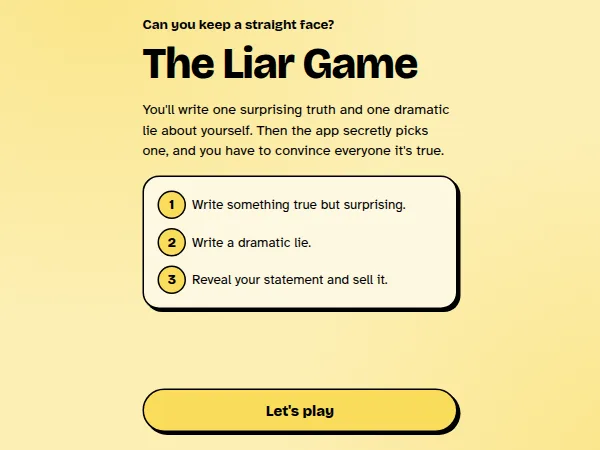 Can you keep a straight face?
The Liar Game
You'll write one surprising truth and one dramatic
lie about yourself. Then the app secretly picks
one, and you have to convince everyone it's true.
1 Write something true but surprising.
2 Write a dramatic lie.
3 Reveal your statement and sell it.
Let's play